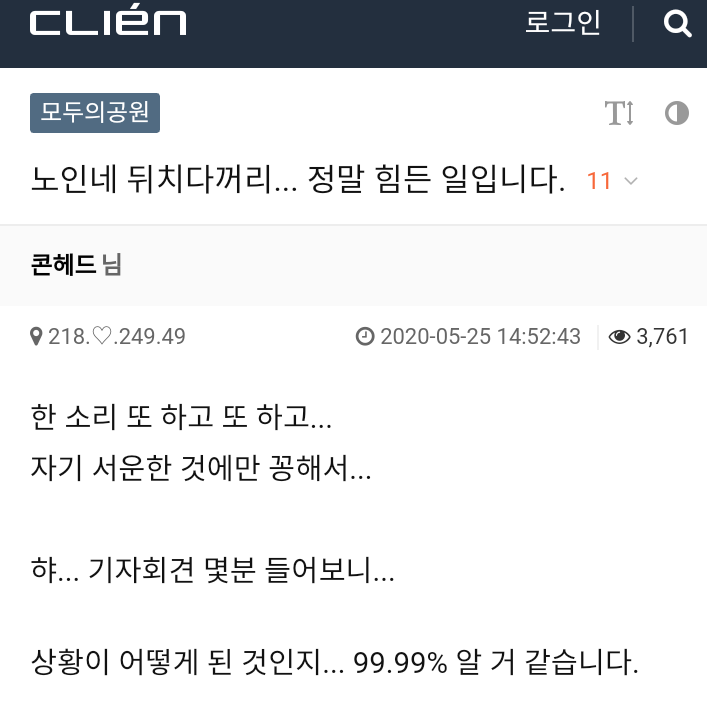 CLIÉN
로그인
모두의공원
노인네 뒤치다꺼리... 정말 힘든 일입니다. 11
콘헤드 님
218.♡.249.49 2020-05-25 14:52:43 3,761
한 소리 또 하고 또 하고...
자기 서운한 것에만 꽁해서...
햐... 기자회견 몇분 들어보니...
상황이 어떻게 된 것인지... 99.99% 알 거 같습니다.